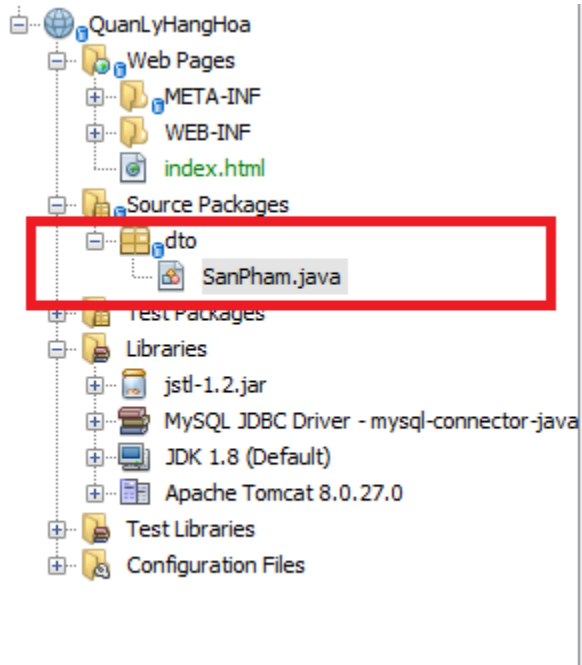 QuanLyHangHoa
Web Pages
META-INF
WEB-INF
index.html
Source Packages
dto
SanPham.java
Test Packages
Libraries
jstl-1.2.jar
MySQL JDBC Driver - mysql-connector-java
JDK 1.8 (Default)
Apache Tomcat 8.0.27.0
Test Libraries
Configuration Files